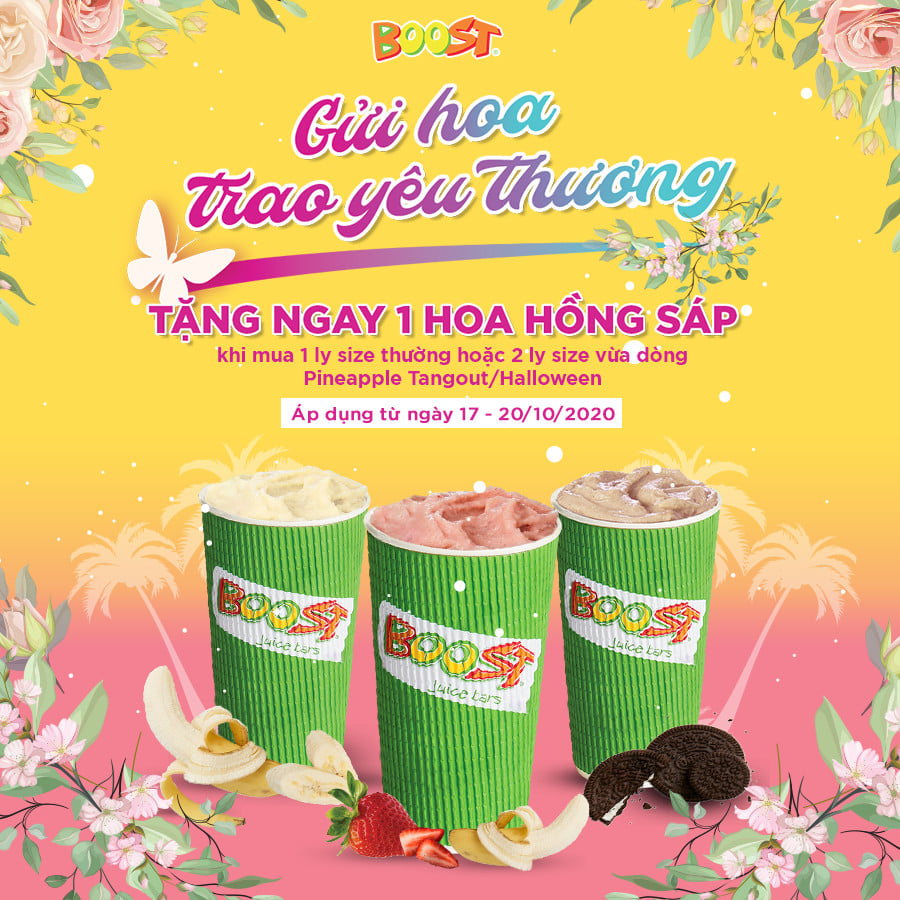 BOOST
Gửi hoa
trao yêu thương
TẶNG NGAY 1 HOA HỒNG SÁP
khi mua 1 ly size thường hoặc 2 ly size vừa dòng
Pineapple Tangout/Halloween
Áp dụng từ ngày 17 - 20/10/2020
BOOST
juice bars
BOOST
juice bars
BOOST
juice bars